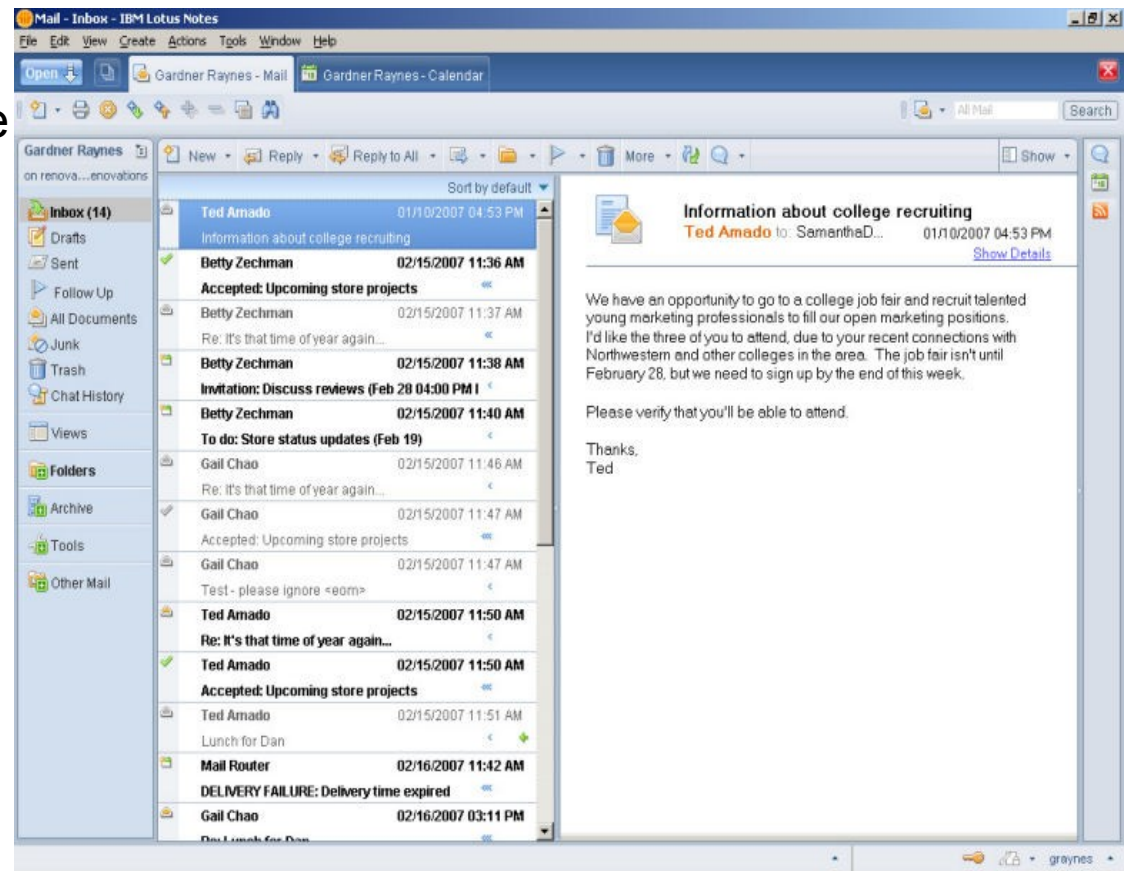 Mail - Inbox - IBM Lotus Notes
File Edit View Create Actions Tools Window Help
Open Gardner Raynes - Mail Gardner Raynes - Calendar
e
All Mail Search
Gardner Raynes
on renova...enovations
New Reply Reply to All More Show
Sort by default
Inbox (14)
Drafts
Sent
Follow Up
All Documents
Junk
Trash
Chat History
Views
Folders
Archive
Tools
Other Mail
Ted Amado 01/10/2007 04:53 PM
Information about college recruiting
Betty Zechman 02/15/2007 11:36 AM
Accepted: Upcoming store projects
Betty Zechman 02/15/2007 11:37 AM
Re: It's that time of year again...
Betty Zechman 02/15/2007 11:38 AM
Invitation: Discuss reviews (Feb 28 04:00 PM
Betty Zechman 02/15/2007 11:40 AM
To do: Store status updates (Feb 19)
Gail Chao 02/15/2007 11:46 AM
Re: It's that time of year again...
Gail Chao 02/15/2007 11:47 AM
Accepted: Upcoming store projects
Gail Chao 02/15/2007 11:47 AM
Test - please ignore <eom>
Ted Amado 02/15/2007 11:50 AM
Re: It's that time of year again...
Ted Amado 02/15/2007 11:50 AM
Accepted: Upcoming store projects
Ted Amado 02/15/2007 11:51 AM
Lunch for Dan
Mail Router 02/16/2007 11:42 AM
DELIVERY FAILURE: Delivery time expired
Gail Chao 02/16/2007 03:11 PM
Re: Lunch for Dan
Information about college recruiting
Ted Amado to: SamanthaD... 01/10/2007 04:53 PM
Show Details
We have an opportunity to go to a college job fair and recruit talented
young marketing professionals to fill our open marketing positions.
I'd like the three of you to attend, due to your recent connections with
Northwestern and other colleges in the area. The job fair isn't until
February 28, but we need to sign up by the end of this week.
Please verify that you'll be able to attend.
Thanks,
Ted
graynes